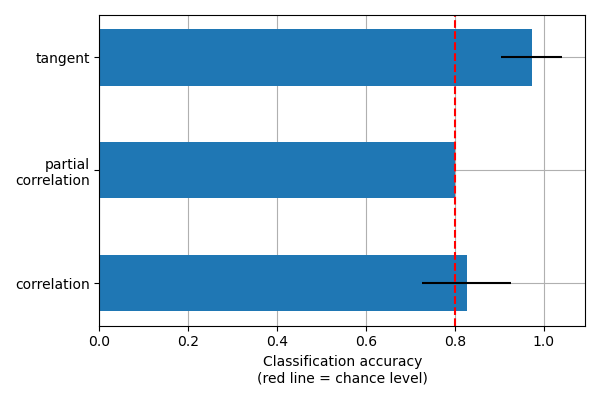 tangent
partial
correlation
correlation
0.0 0.2 0.4 0.6 0.8 1.0
Classification accuracy
(red line = chance level)